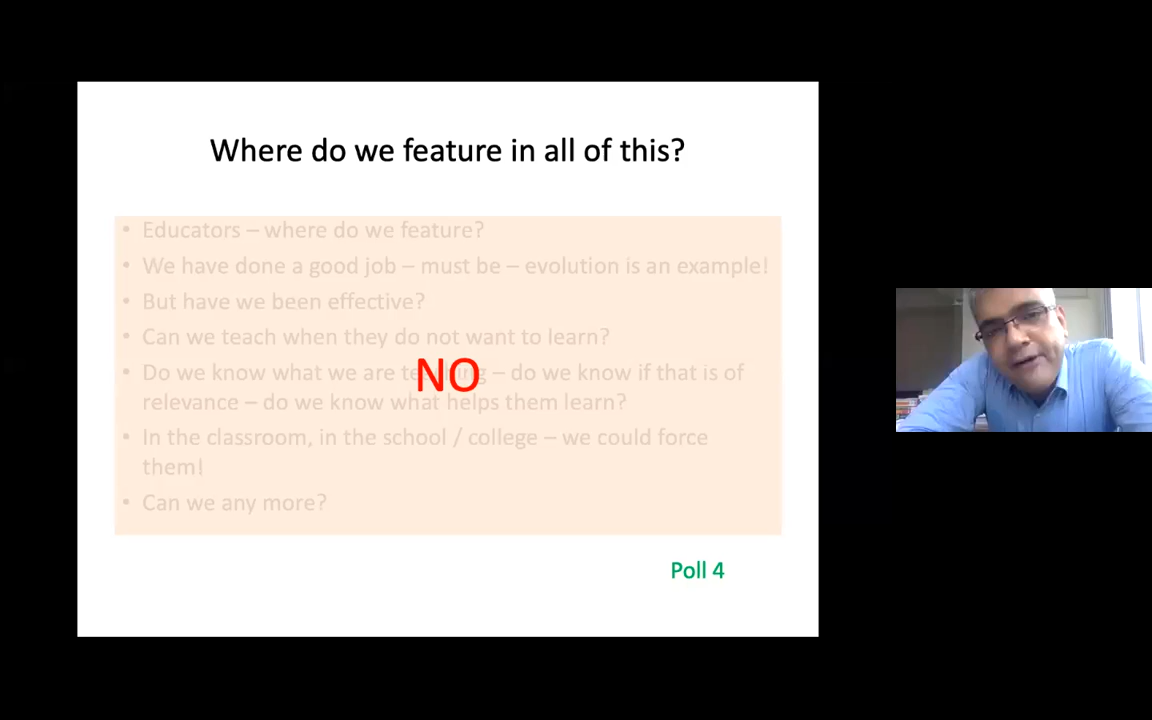 Where do we feature in all of this?
• Educators – where do we feature?
• We have done a good job – must be – evolution is an example!
• But have we been effective?
• Can we teach when they do not want to learn?
• Do we know what we are teaching – do we know if that is of
relevance – do we know what helps them learn?
NO
• In the classroom, in the school / college – we could force
them!
• Can we any more?
Poll 4